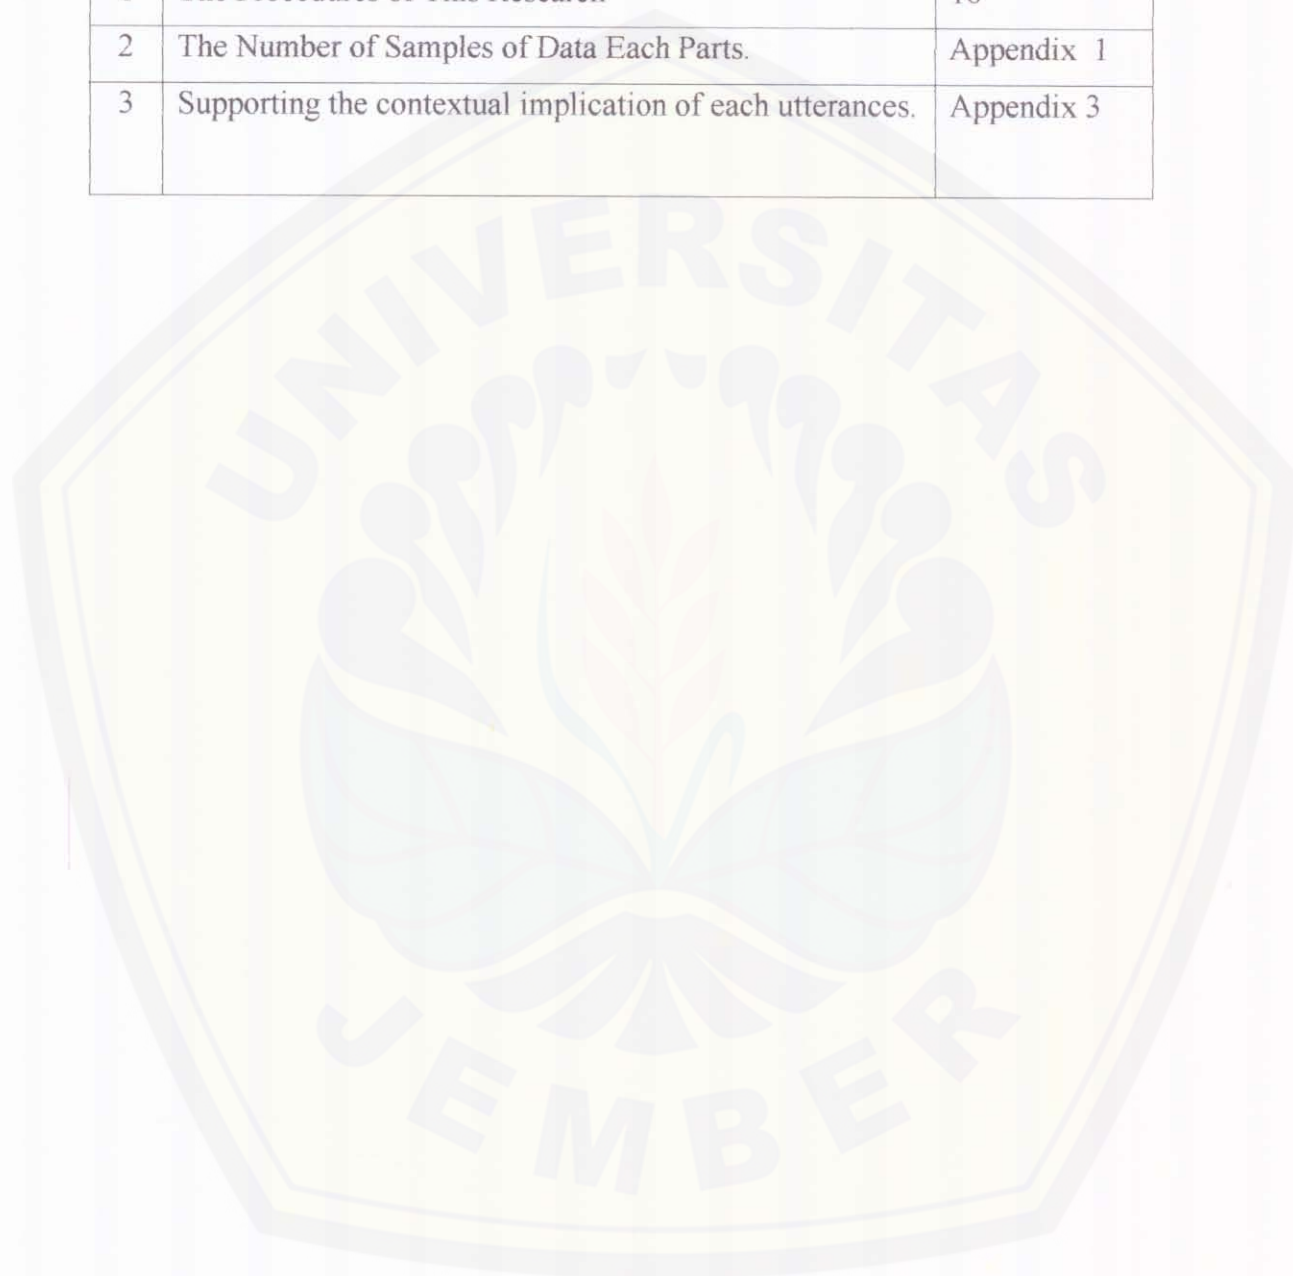 2 The Number of Samples of Data Each Parts. Appendix 1
3 Supporting the contextual implication of each utterances. Appendix 3
UNIVERSITAS
JEMBER